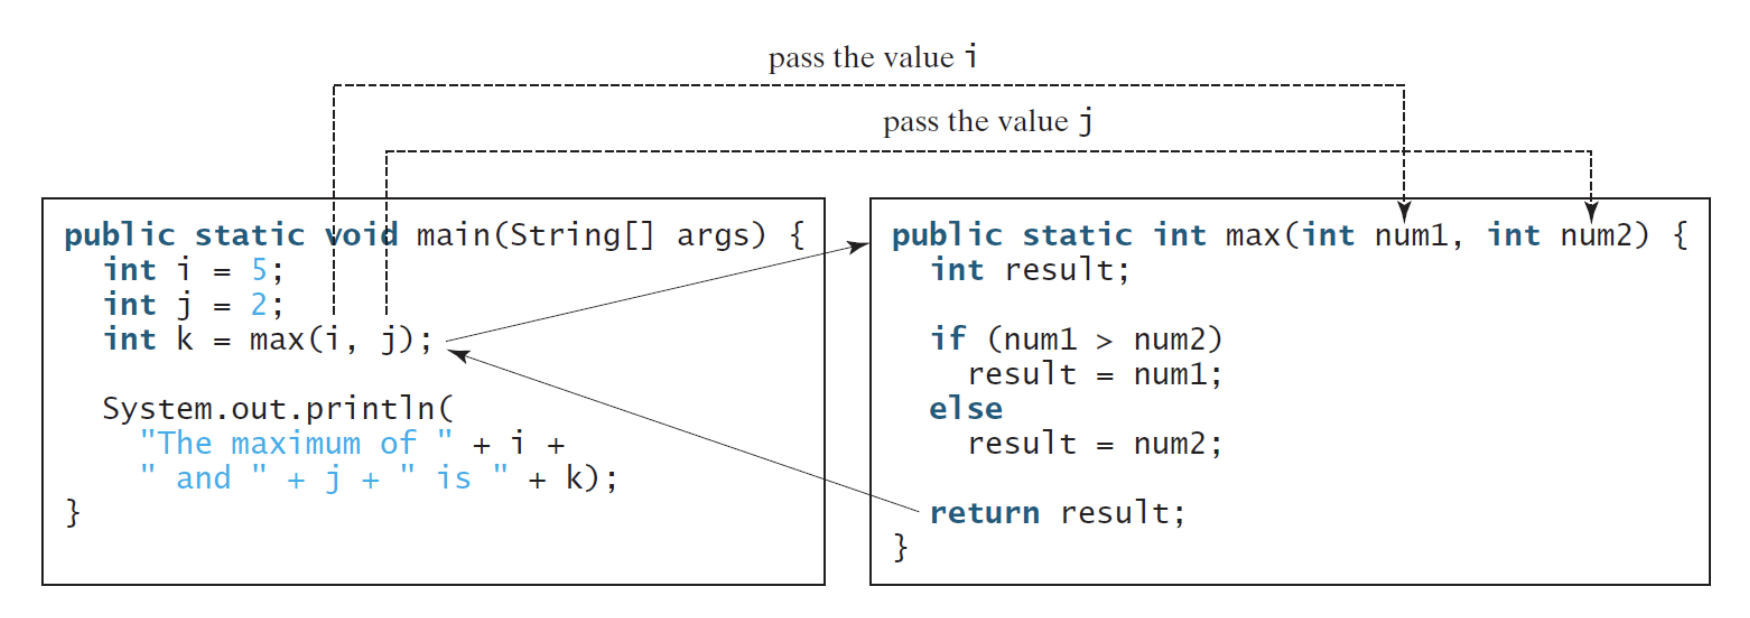 pass the value i
pass the value j
public static void main(String[] args) {
int i = 5;
int j = 2;
int k = max(i, j);
System.out.println(
"The maximum of " + i +
" and " + j + " is " + k);
}
public static int max(int num1, int num2) {
int result;
if (num1 > num2)
result = num1;
else
result = num2;
return result;
}